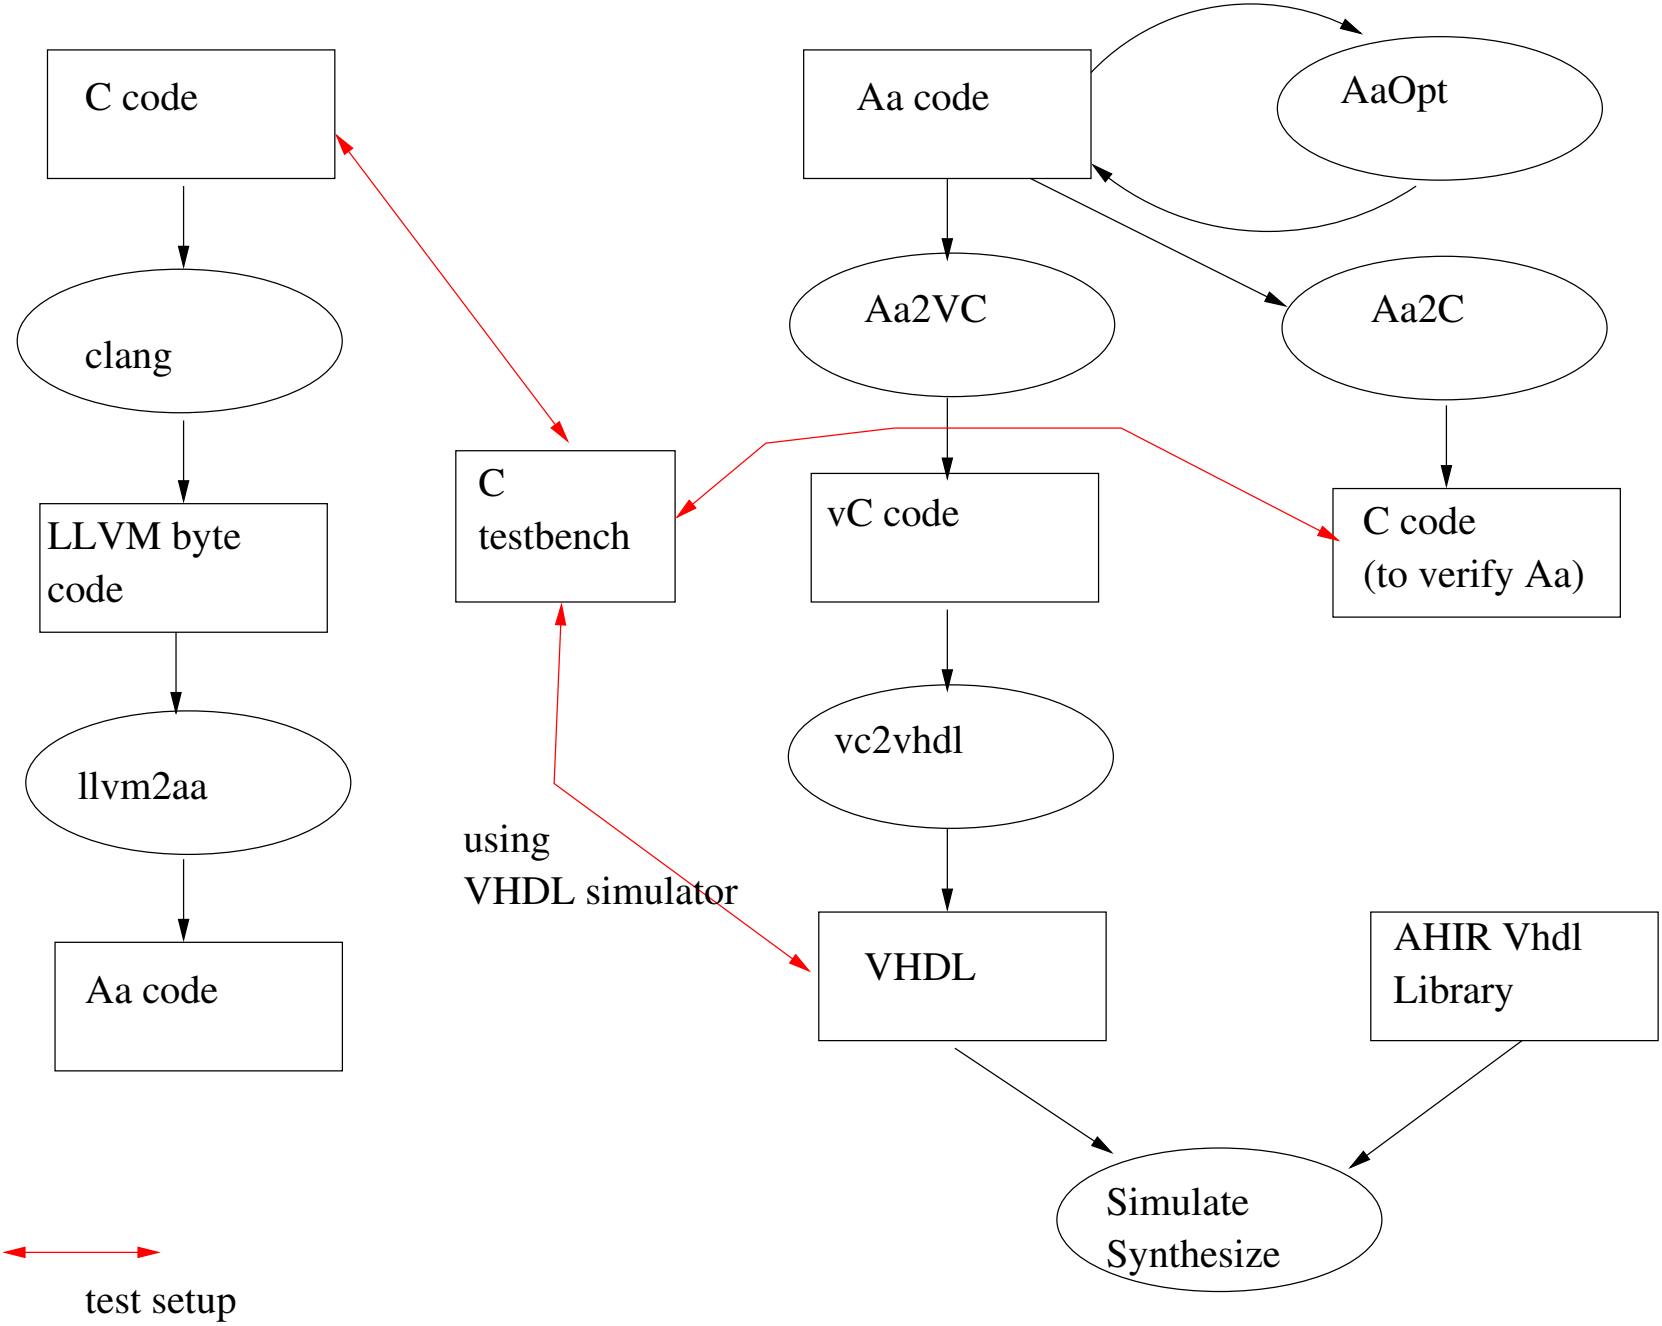 C code
clang
LLVM byte
code
llvm2aa
Aa code
C
testbench
using
VHDL simulator
Aa code
AaOpt
Aa2VC
Aa2C
vC code
C code
(to verify Aa)
vc2vhdl
VHDL
AHIR Vhdl
Library
Simulate
Synthesize
test setup